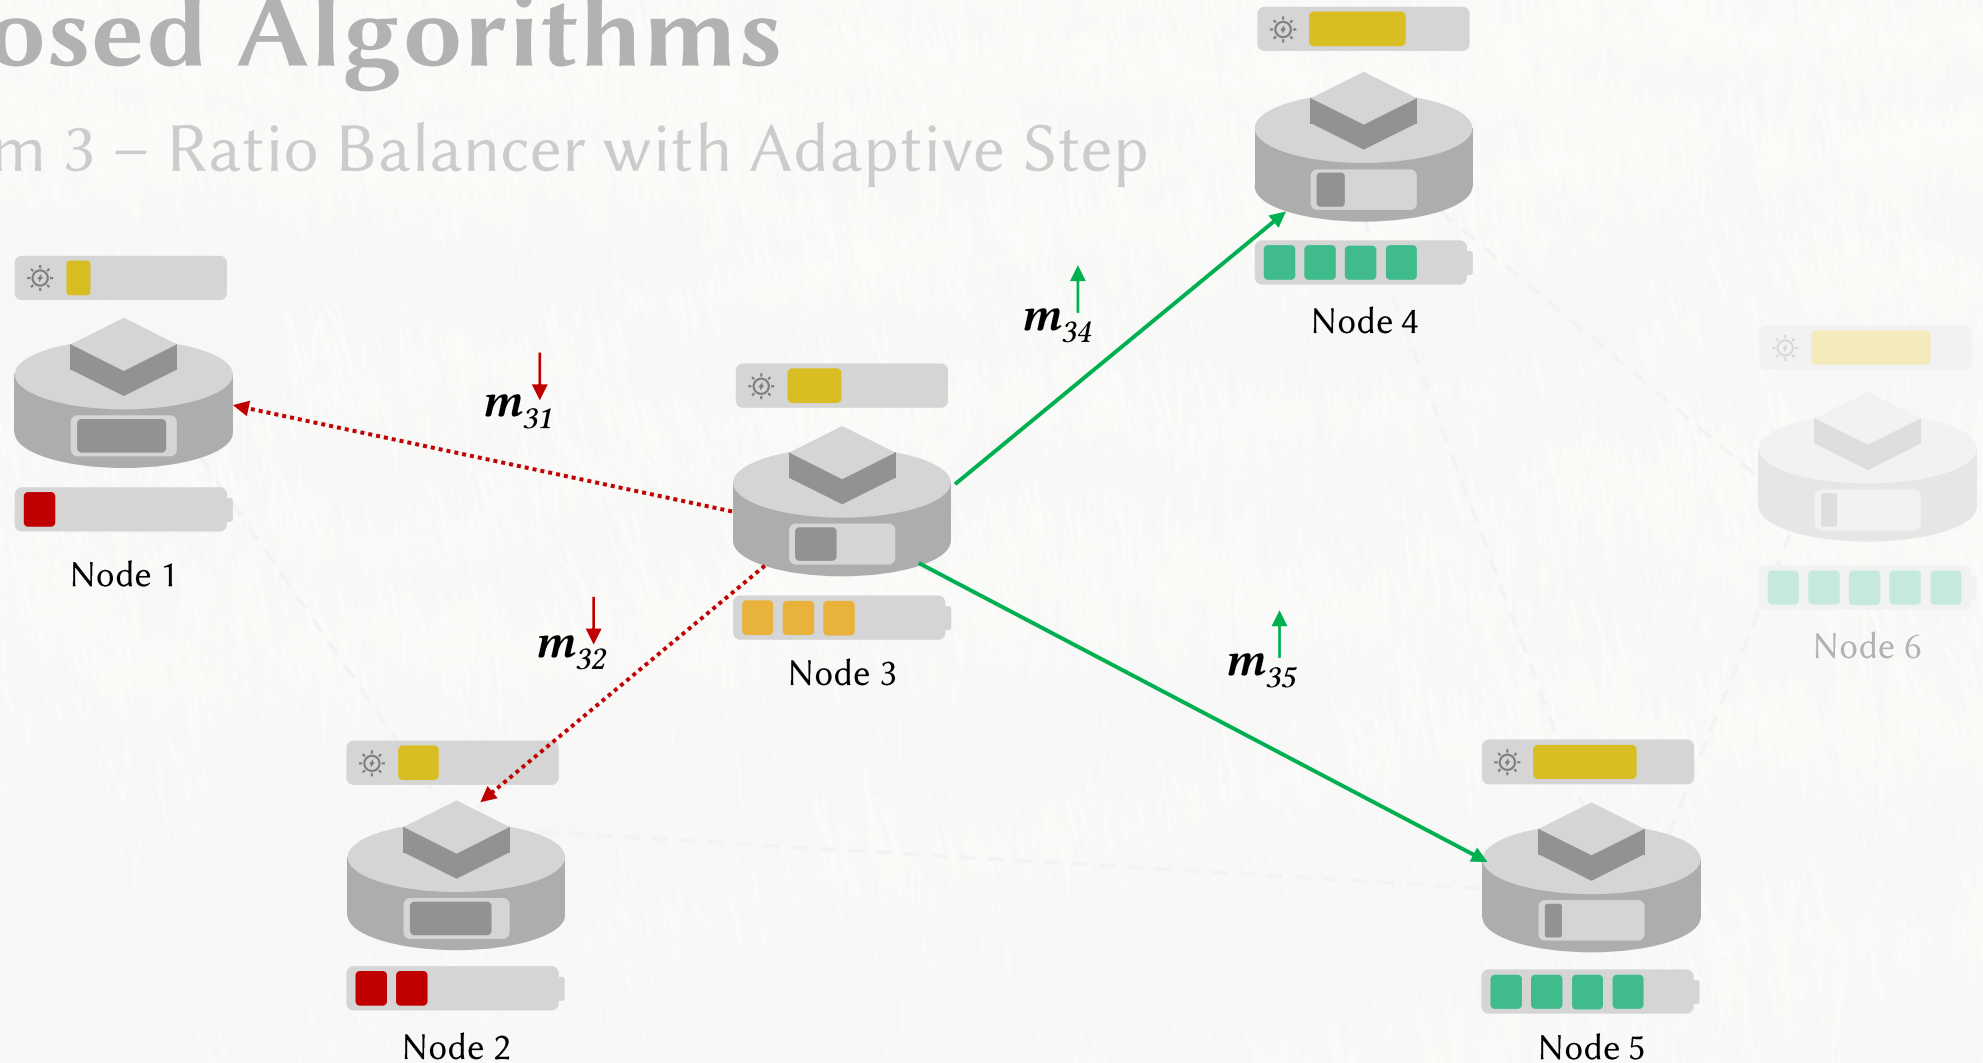 osed Algorithms
m 3 – Ratio Balancer with Adaptive Step
Node 4
m34
Node 1
m31
Node 3
Node 6
m32
m35
Node 2
Node 5